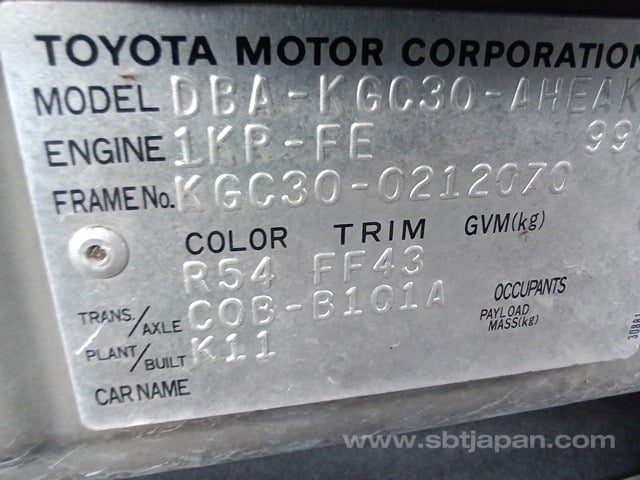 TOYOTA MOTOR CORPORATION
MODEL DBA-KGC30-AHEAK
ENGINE 1KR-FE 99
FRAME No. KGC30-0212070
COLOR TRIM GVM(kg)
R54 FF43
TRANS./AXLE C0B-B101A OCCUPANTS
PAYLOAD MASS(kg)
PLANT/BUILT K11
CAR NAME
www.sbtjapan.com